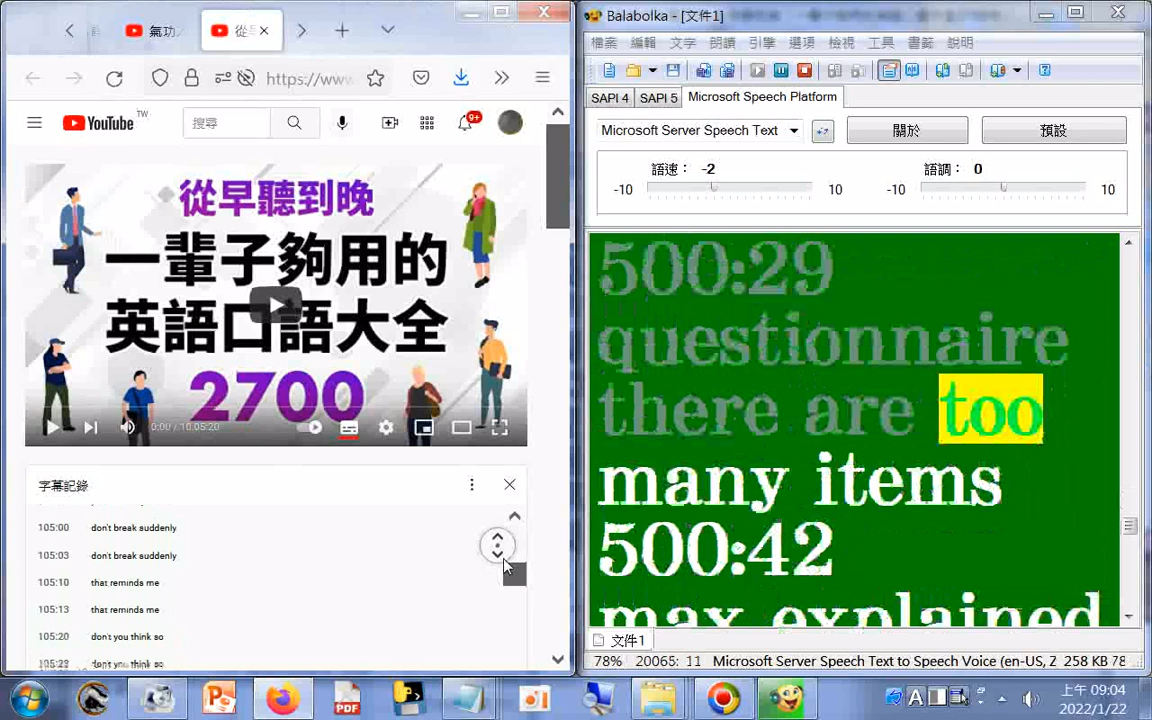 氣功
從早
https://www
Balabolka - [文件1]
檔案 編輯 文字 朗讀 引擎 選項 檢視 工具 書籤 說明
SAPI 4 SAPI 5 Microsoft Speech Platform
Microsoft Server Speech Text
關於
預設
語速： -2
-10 10
語調： 0
-10 10
YouTube TW
搜尋
9+
從早聽到晚
一輩子夠用的
英語口語大全
2700
0:00 / 10:05:20
字幕記錄
105:00 don't break suddenly
105:03 don't break suddenly
105:10 that reminds me
105:13 that reminds me
105:20 don't you think so
don't you think so
500:29
questionnaire
there are too
many items
500:42
max explained
文件1
78% 20065: 11 Microsoft Server Speech Text to Speech Voice (en-US, Z 258 KB 78
PDF
A
上午 09:04
2022/1/22